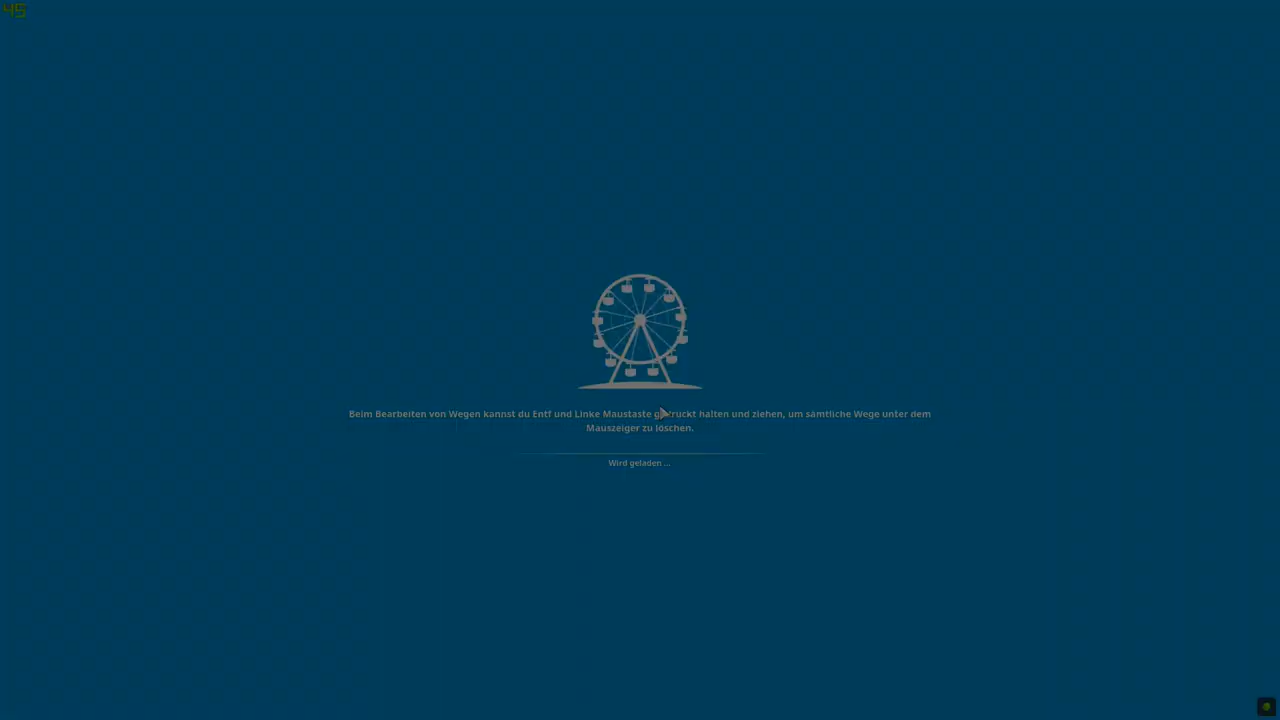 45
Beim Bearbeiten von Wegen kannst du Entf und Linke Maustaste gedrückt halten und ziehen, um sämtliche Wege unter dem
Mauszeiger zu löschen.
Wird geladen ...